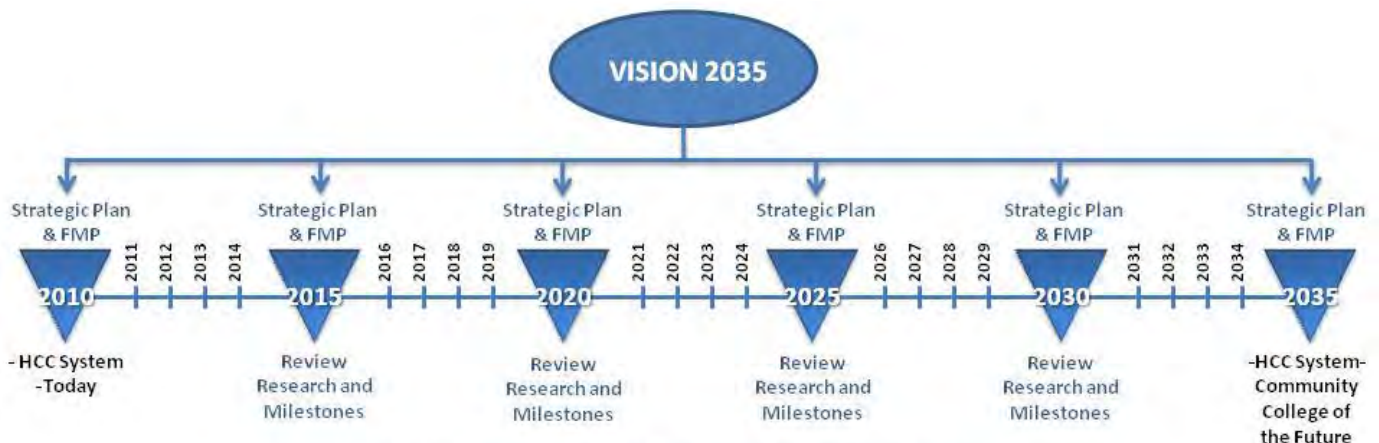 VISION 2035
Strategic Plan
& FMP
Strategic Plan
& FMP
Strategic Plan
& FMP
Strategic Plan
& FMP
Strategic Plan
& FMP
Strategic Plan
& FMP
2010
2011
2012
2013
2014
2015
2016
2017
2018
2019
2020
2021
2022
2023
2024
2025
2026
2027
2028
2029
2030
2031
2032
2033
2034
2035
- HCC System
-Today
Review
Research and
Milestones
Review
Research and
Milestones
Review
Research and
Milestones
Review
Research and
Milestones
-HCC System-
Community
College of
the Future